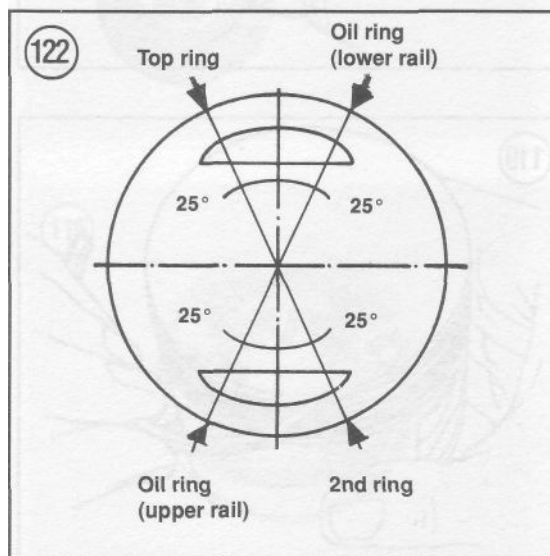 122
Top ring
Oil ring
(lower rail)
25°
25°
25°
25°
Oil ring
(upper rail)
2nd ring